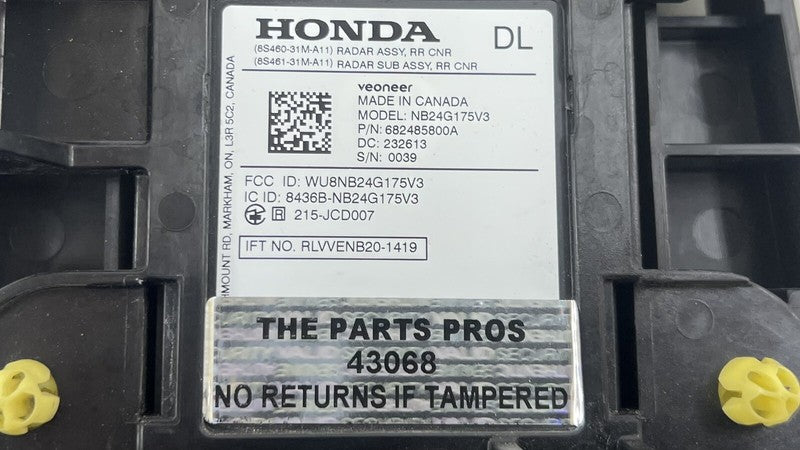 HONDA
DL
(8S460-31M-A11) RADAR ASSY, RR CNR
(8S461-31M-A11) RADAR SUB ASSY, RR CNR
veoneer
MADE IN CANADA
MODEL: NB24G175V3
P/N: 682485800A
DC: 232613
S/N: 0039
FCC ID: WU8NB24G175V3
IC ID: 8436B-NB24G175V3
R 215-JCD007
IFT NO. RLVVENB20-1419
RD, MARKHAM, ON, L3R 5C2, CANADA
THE PARTS PROS
43068
NO RETURNS IF TAMPERED